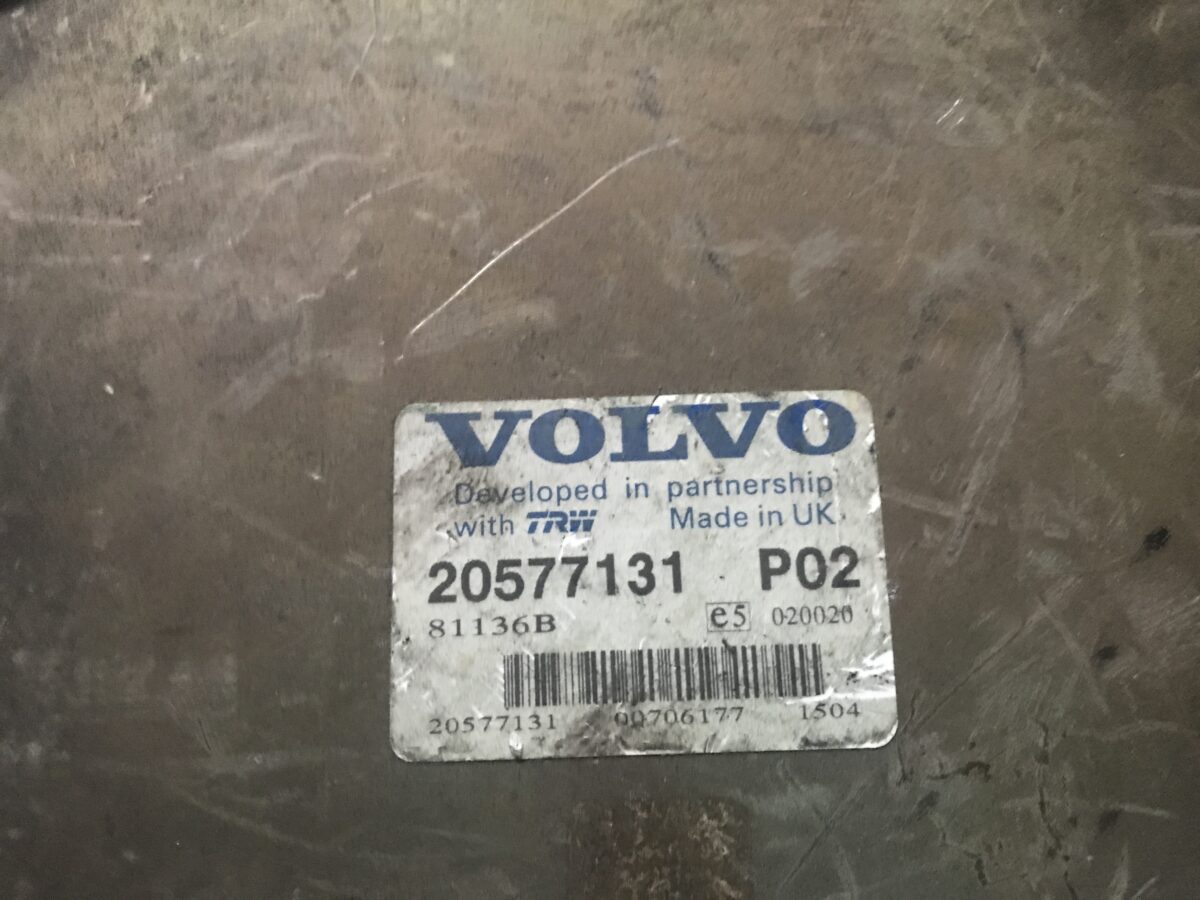 VOLVO
Developed in partnership
with TRW Made in UK
20577131 P02
81136B e5 020020
20577131 00706177 1504